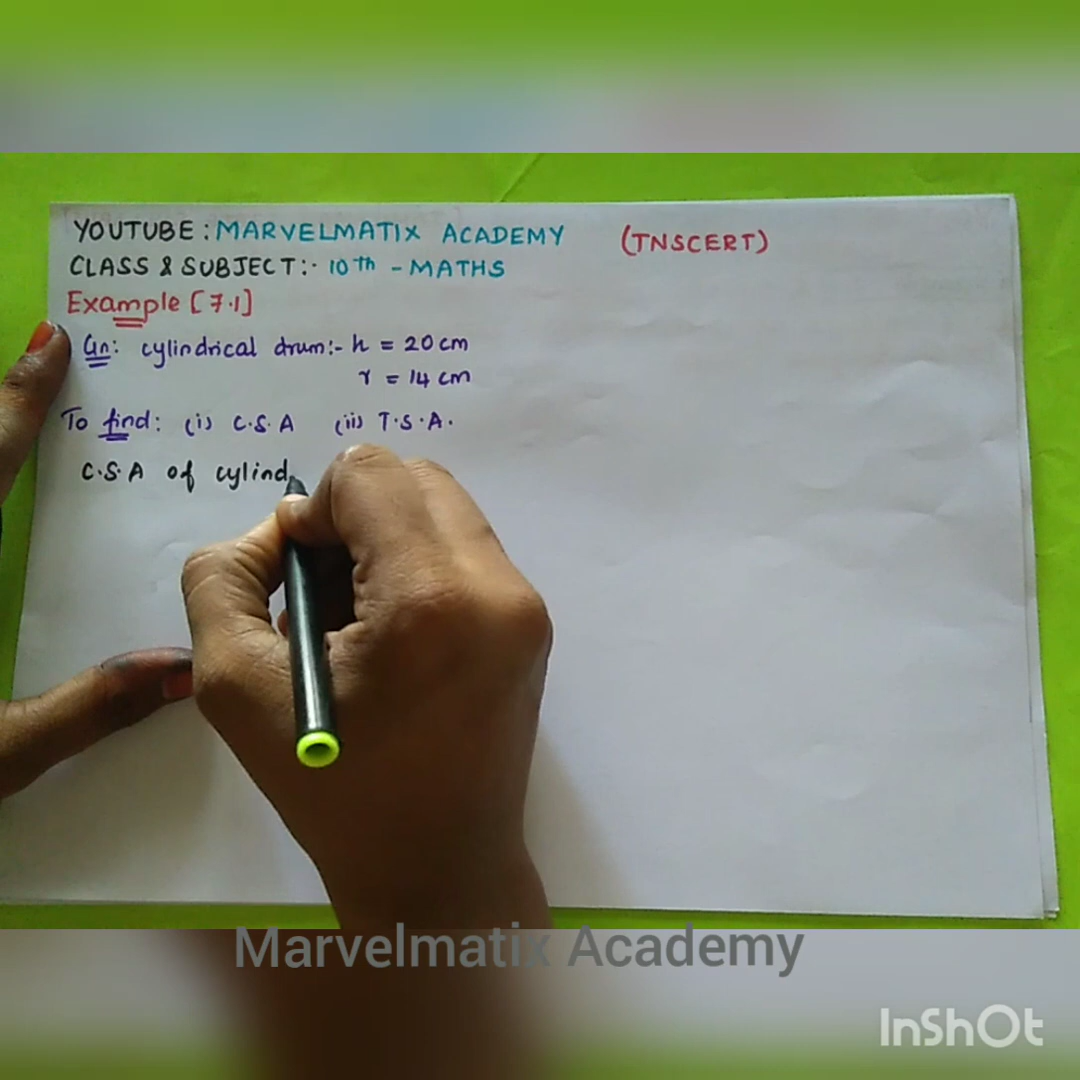 YOUTUBE : MARVELMATIX ACADEMY (TNSCERT)
CLASS & SUBJECT :- 10th - MATHS
Example [7.1]
Gn: cylindrical drum:- h = 20 cm
r = 14 cm
To find: (i) C.S.A (ii) T.S.A.
C.S.A of cylind
Marvelmatix Academy
InShOt